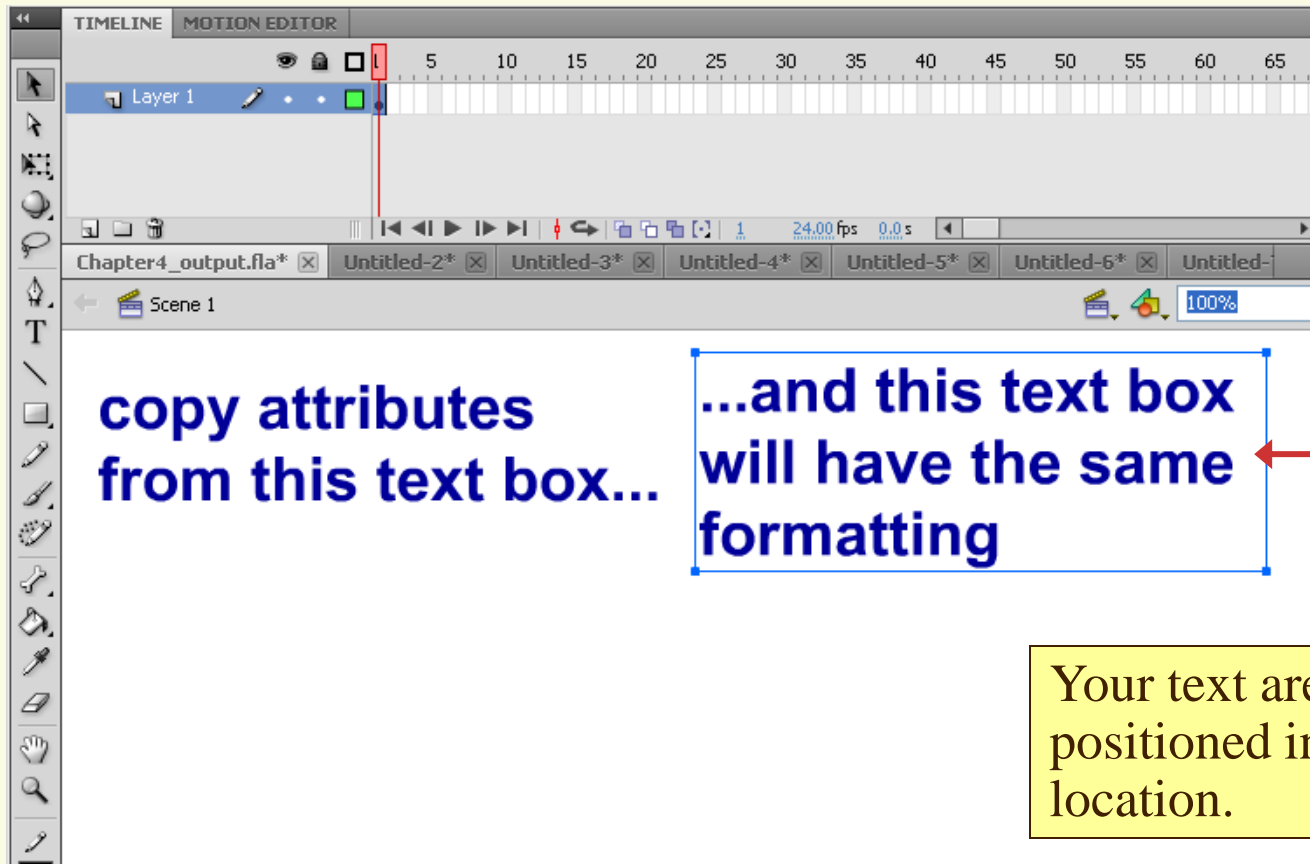 TIMELINE MOTION EDITOR
1 5 10 15 20 25 30 35 40 45 50 55 60 65
Layer 1
1 24.00 fps 0.0 s
Chapter4_output.fla* Untitled-2* Untitled-3* Untitled-4* Untitled-5* Untitled-6* Untitled-
Scene 1 100%
copy attributes
from this text box...
...and this text box
will have the same
formatting
Your text
positioned
location.